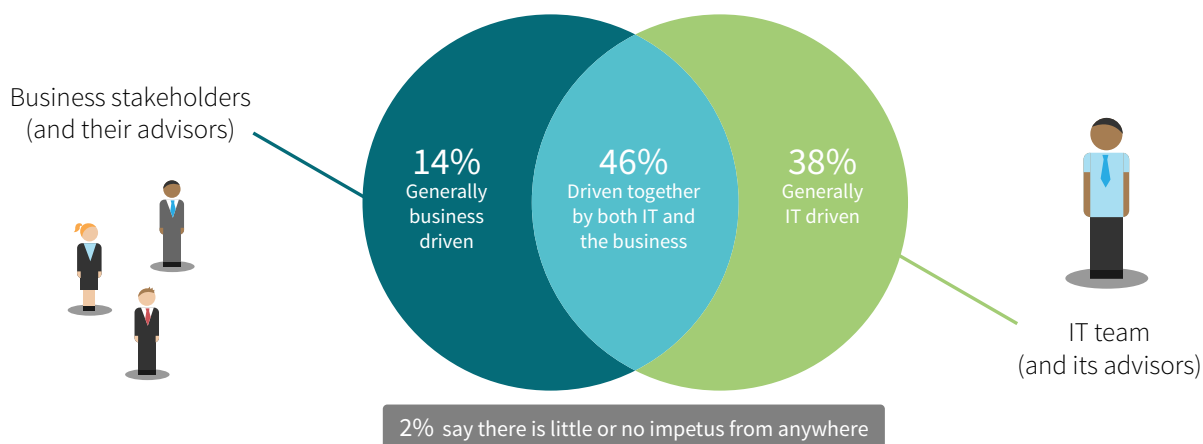 Business stakeholders
(and their advisors)
14%
Generally
business
driven
46%
Driven together
by both IT and
the business
38%
Generally
IT driven
IT team
(and its advisors)
2% say there is little or no impetus from anywhere